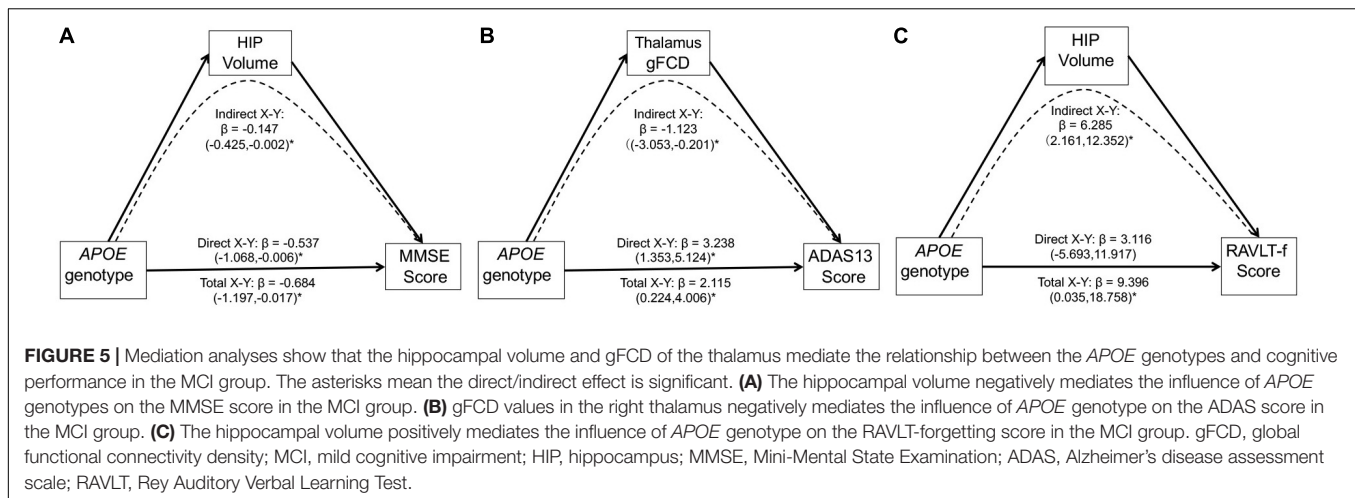 A
HIP
Volume
Indirect X-Y:
β = -0.147
(-0.425,-0.002)*
APOE
genotype
Direct X-Y: β = -0.537
(-1.068,-0.006)*
Total X-Y: β = -0.684
(-1.197,-0.017)*
MMSE
Score
B
Thalamus
gFCD
Indirect X-Y:
β = -1.123
((-3.053,-0.201)*
APOE
genotype
Direct X-Y: β = 3.238
(1.353,5.124)*
Total X-Y: β = 2.115
(0.224,4.006)*
ADAS13
Score
C
HIP
Volume
Indirect X-Y:
β = 6.285
(2.161,12.352)*
APOE
genotype
Direct X-Y: β = 3.116
(-5.693,11.917)
Total X-Y: β = 9.396
(0.035,18.758)*
RAVLT-f
Score
FIGURE 5 | Mediation analyses show that the hippocampal volume and gFCD of the thalamus mediate the relationship between the APOE genotypes and cognitive
performance in the MCI group. The asterisks mean the direct/indirect effect is significant. (A) The hippocampal volume negatively mediates the influence of APOE
genotypes on the MMSE score in the MCI group. (B) gFCD values in the right thalamus negatively mediates the influence of APOE genotype on the ADAS score in
the MCI group. (C) The hippocampal volume positively mediates the influence of APOE genotype on the RAVLT-forgetting score in the MCI group. gFCD, global
functional connectivity density; MCI, mild cognitive impairment; HIP, hippocampus; MMSE, Mini-Mental State Examination; ADAS, Alzheimer's disease assessment
scale; RAVLT, Rey Auditory Verbal Learning Test.